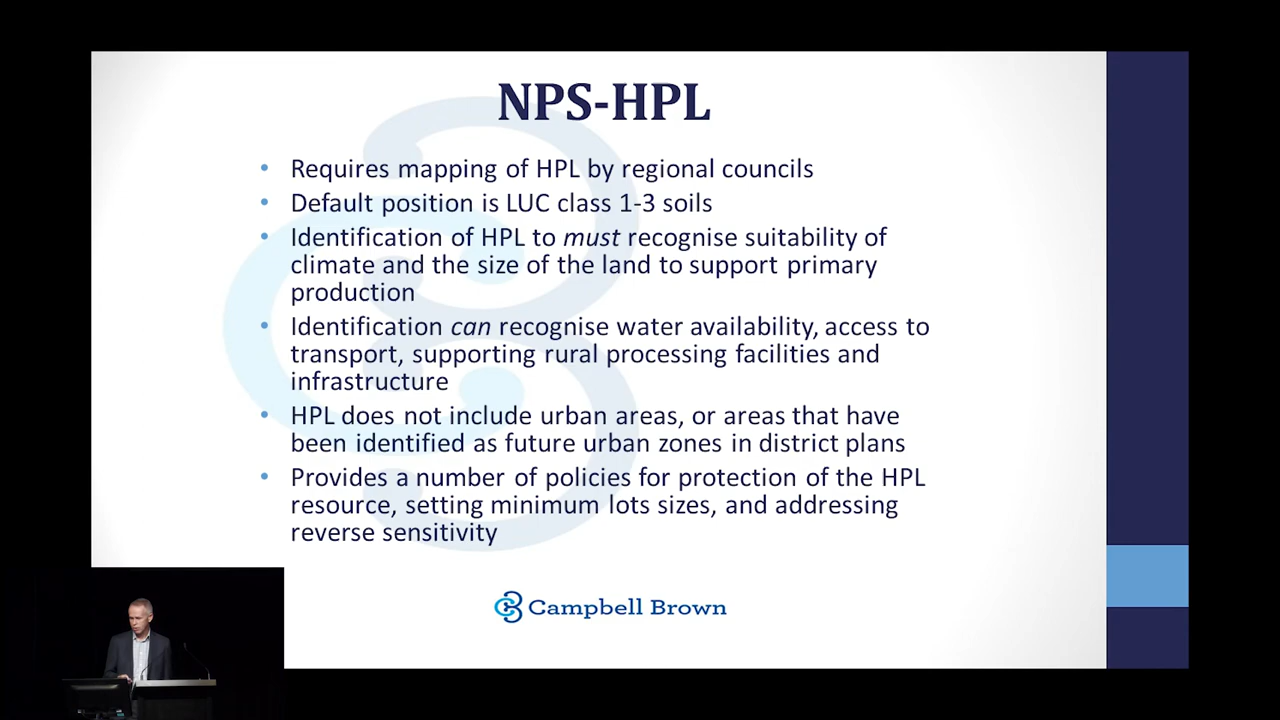 NPS-HPL
• Requires mapping of HPL by regional councils
• Default position is LUC class 1-3 soils
• Identification of HPL to must recognise suitability of
climate and the size of the land to support primary
production
• Identification can recognise water availability, access to
transport, supporting rural processing facilities and
infrastructure
• HPL does not include urban areas, or areas that have
been identified as future urban zones in district plans
• Provides a number of policies for protection of the HPL
resource, setting minimum lots sizes, and addressing
reverse sensitivity
Campbell Brown